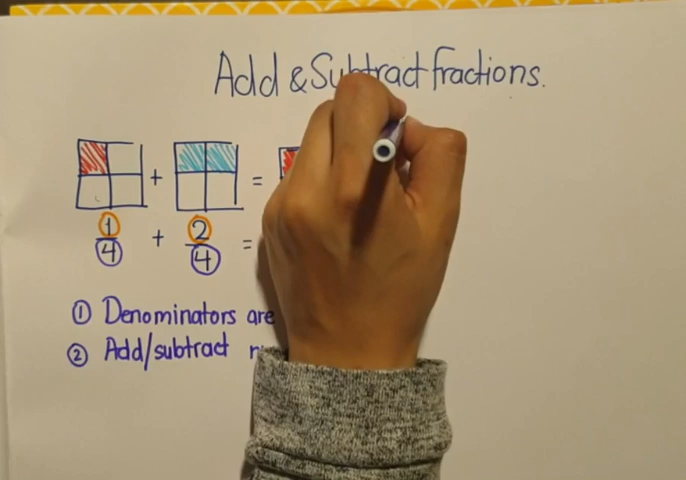 Add & Subtract fractions.
+ =
1/4 + 2/4 =
① Denominators are
② Add/subtract